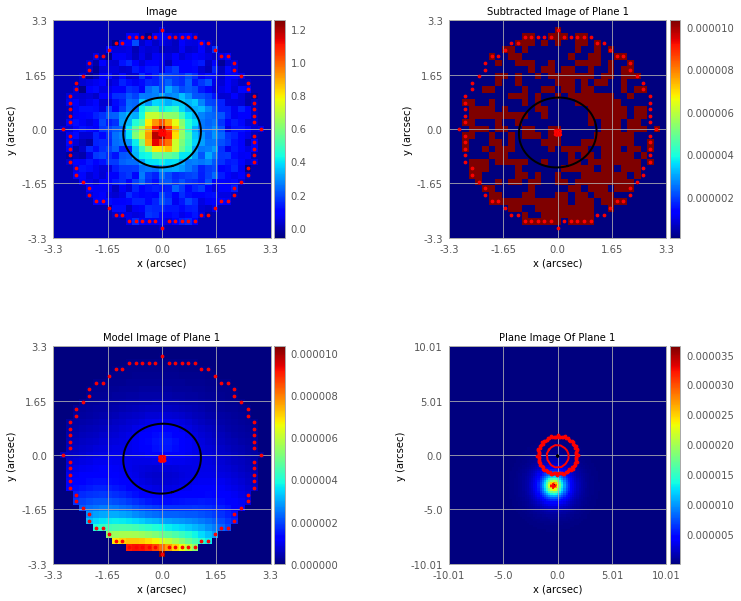 Image
3.3
1.65
0.0
-1.65
-3.3
y (arcsec)
-3.3 -1.65 0.0 1.65 3.3
x (arcsec)
1.2
1.0
0.8
0.6
0.4
0.2
0.0
Subtracted Image of Plane 1
3.3
1.65
0.0
-1.65
-3.3
y (arcsec)
-3.3 -1.65 0.0 1.65 3.3
x (arcsec)
0.000010
0.000008
0.000006
0.000004
0.000002
Model Image of Plane 1
3.3
1.65
0.0
-1.65
-3.3
y (arcsec)
-3.3 -1.65 0.0 1.65 3.3
x (arcsec)
0.000010
0.000008
0.000006
0.000004
0.000002
0.000000
Plane Image Of Plane 1
10.01
5.01
0.0
-5.0
-10.01
y (arcsec)
-10.01 -5.0 0.0 5.01 10.01
x (arcsec)
0.000035
0.000030
0.000025
0.000020
0.000015
0.000010
0.000005